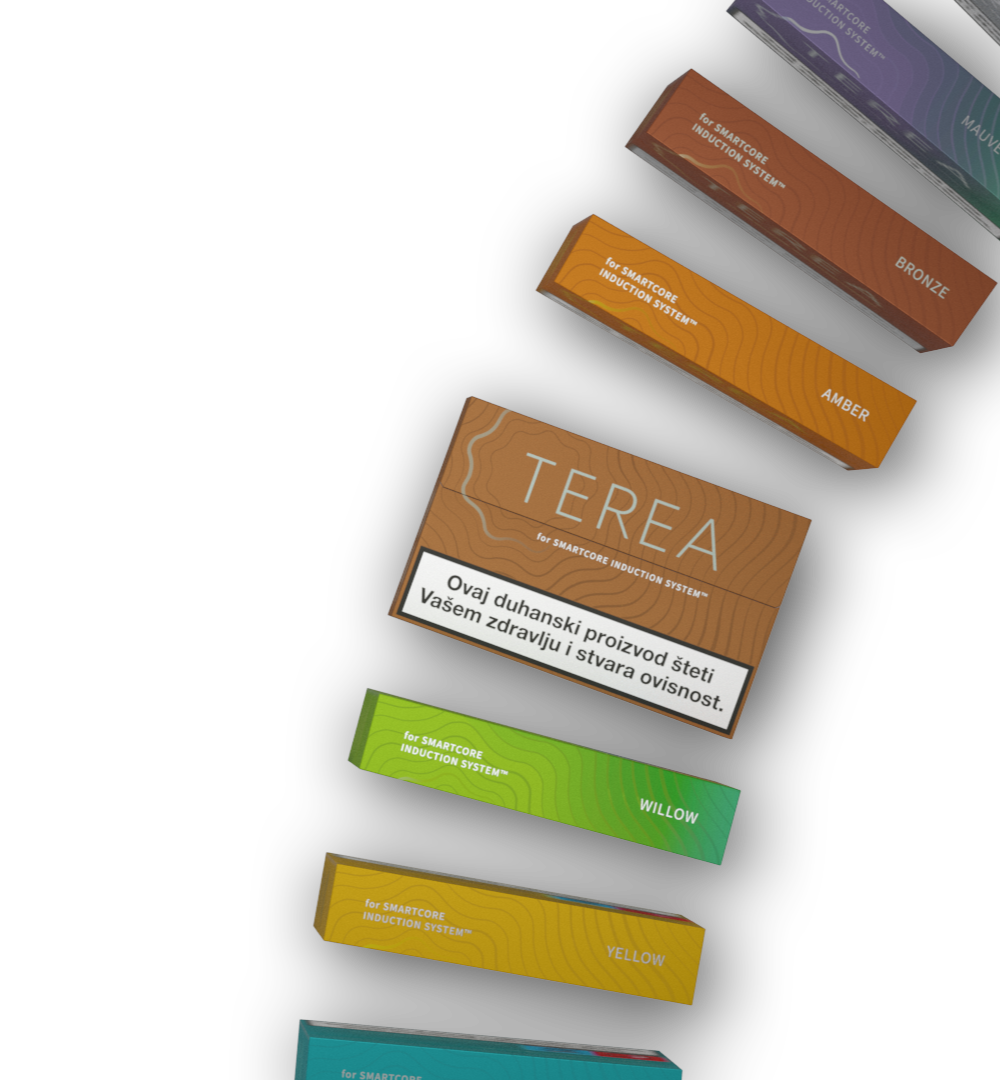 SMARTCORE
INDUCTION SYSTEM™
TEREA
MAUVE
for SMARTCORE
INDUCTION SYSTEM™
TEREA
BRONZE
for SMARTCORE
INDUCTION SYSTEM™
AMBER
TEREA
for SMARTCORE INDUCTION SYSTEM™
Ovaj duhanski proizvod šteti
Vašem zdravlju i stvara ovisnost.
for SMARTCORE
INDUCTION SYSTEM™
WILLOW
for SMARTCORE
INDUCTION SYSTEM™
YELLOW
for SMARTCORE